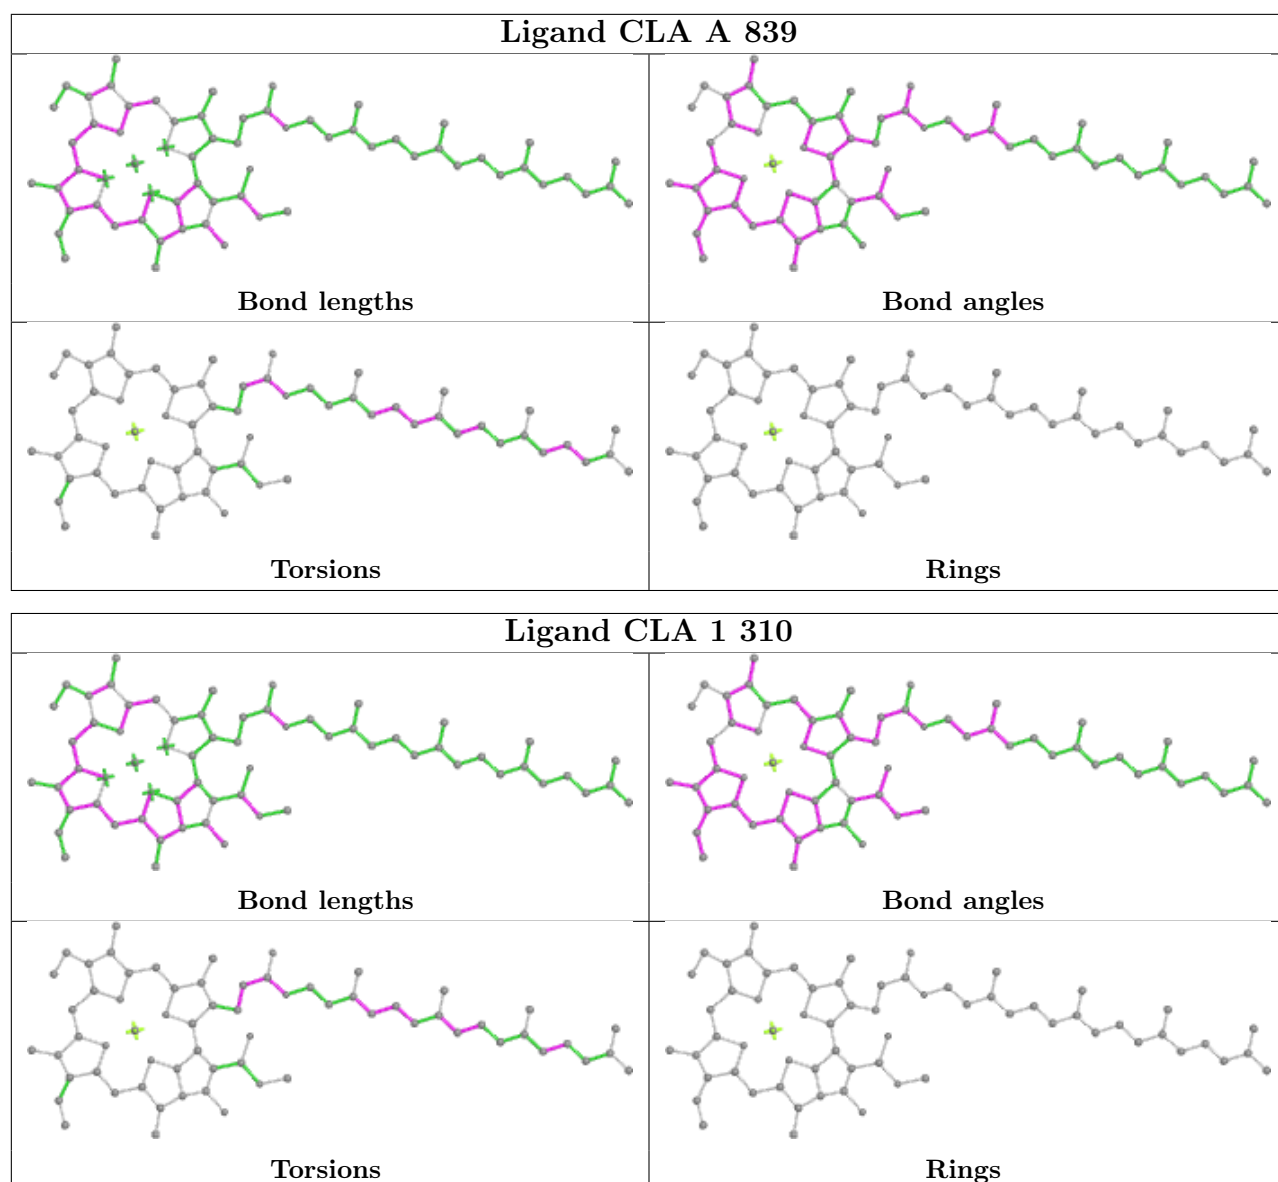 Ligand CLA A 839
Bond lengths
Bond angles
Torsions
Rings
Ligand CLA 1 310
Bond lengths
Bond angles
Torsions
Rings